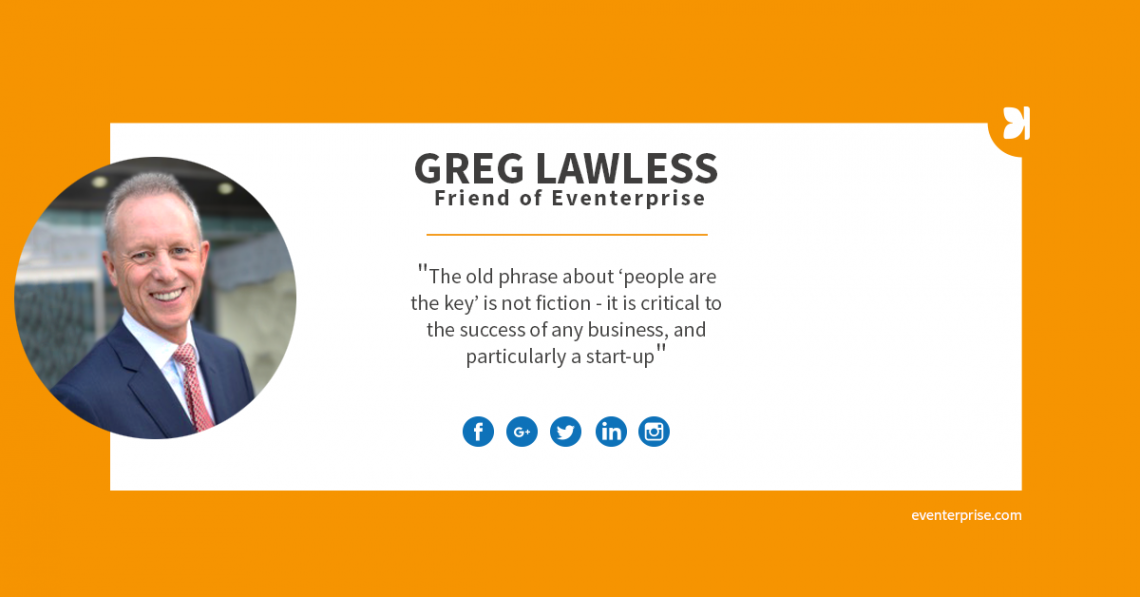 GREG LAWLESS
Friend of Eventerprise
"The old phrase about ‘people are
the key’ is not fiction - it is critical to
the success of any business, and
particularly a start-up"
f G+ in
eventerprise.com